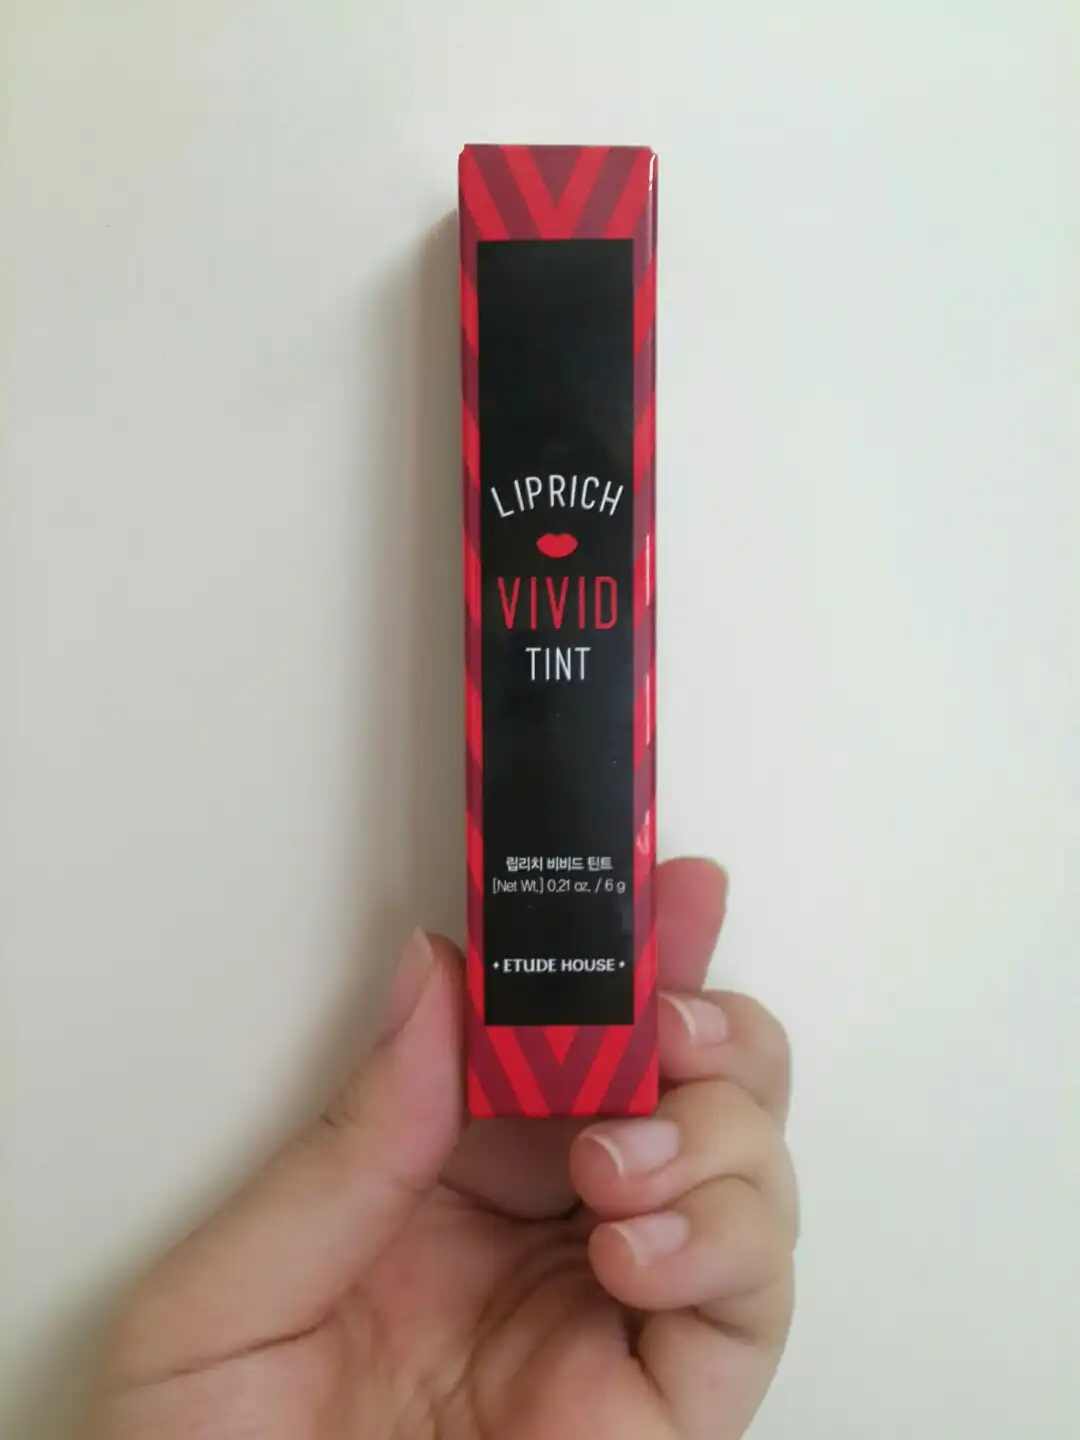 LIPRICH
VIVID
TINT
립리치 비비드 틴트
[Net Wt.] 0.21 oz. / 6 g
• ETUDE HOUSE •